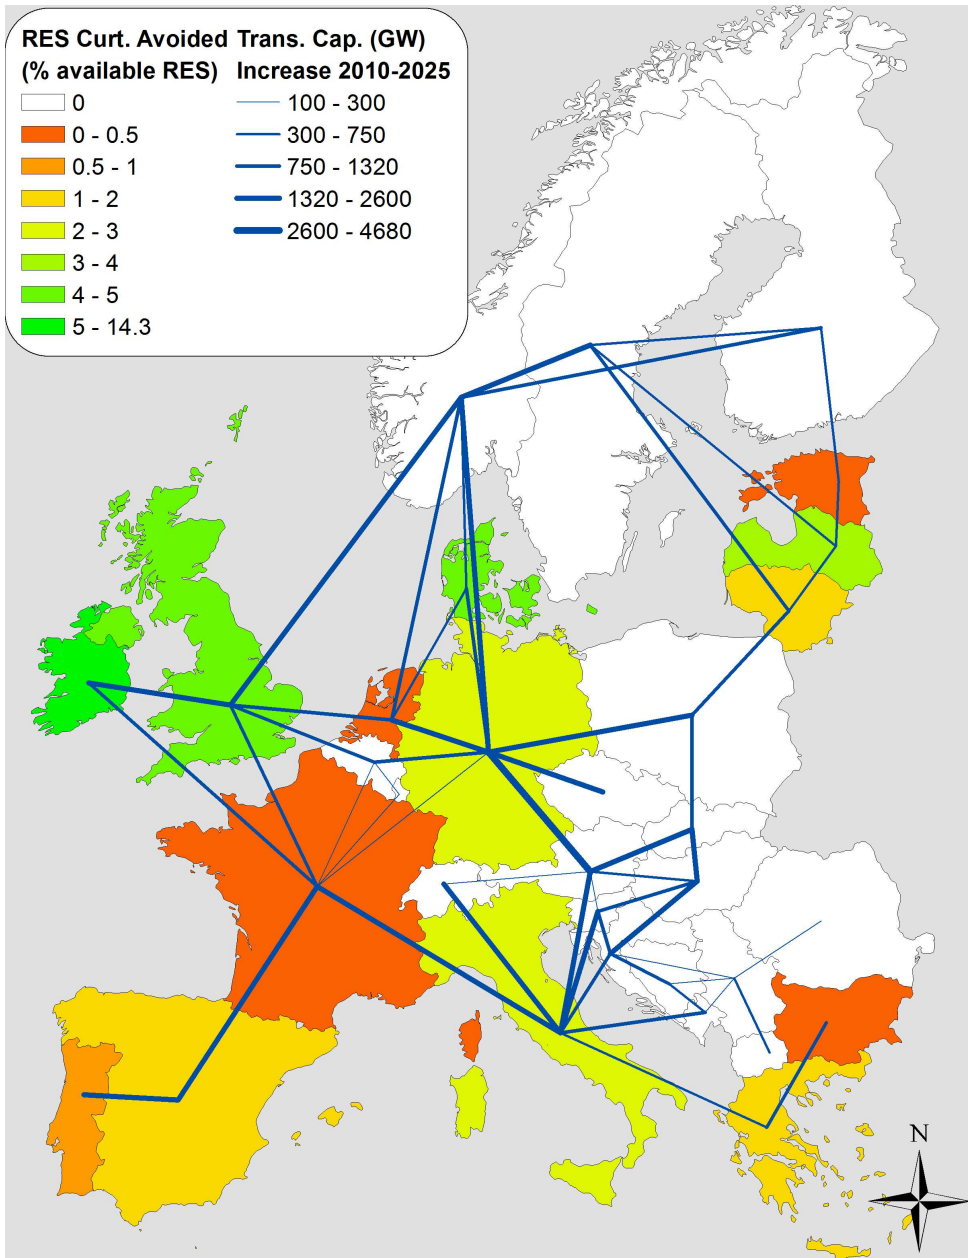 RES Curt. Avoided Trans. Cap. (GW)
(% available RES) Increase 2010-2025
0 100 - 300
0 - 0.5 300 - 750
0.5 - 1 750 - 1320
1 - 2 1320 - 2600
2 - 3 2600 - 4680
3 - 4
4 - 5
5 - 14.3
N